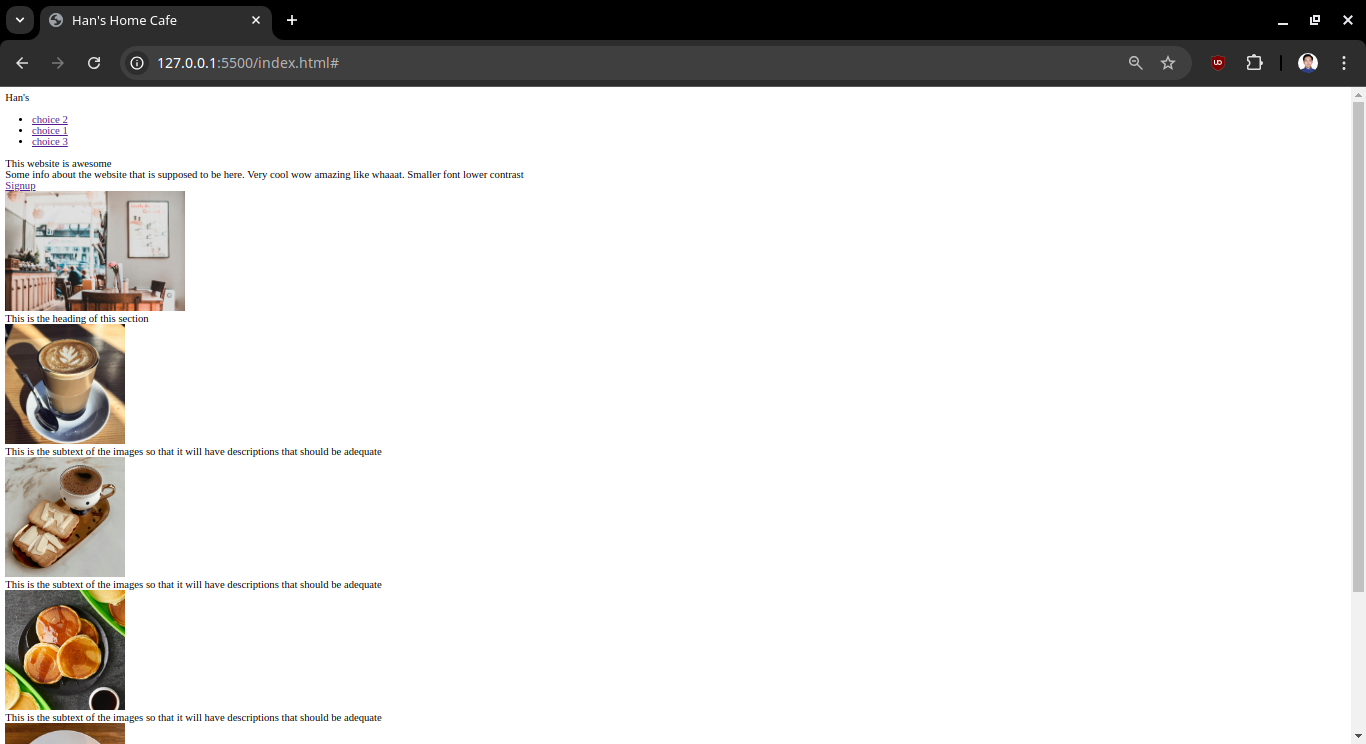 Han's Home Cafe
127.0.0.1:5500/index.html#
Han's
choice 2
choice 1
choice 3
This website is awesome
Some info about the website that is supposed to be here. Very cool wow amazing like whaaat. Smaller font lower contrast
Signup
This is the heading of this section
This is the subtext of the images so that it will have descriptions that should be adequate
This is the subtext of the images so that it will have descriptions that should be adequate
This is the subtext of the images so that it will have descriptions that should be adequate